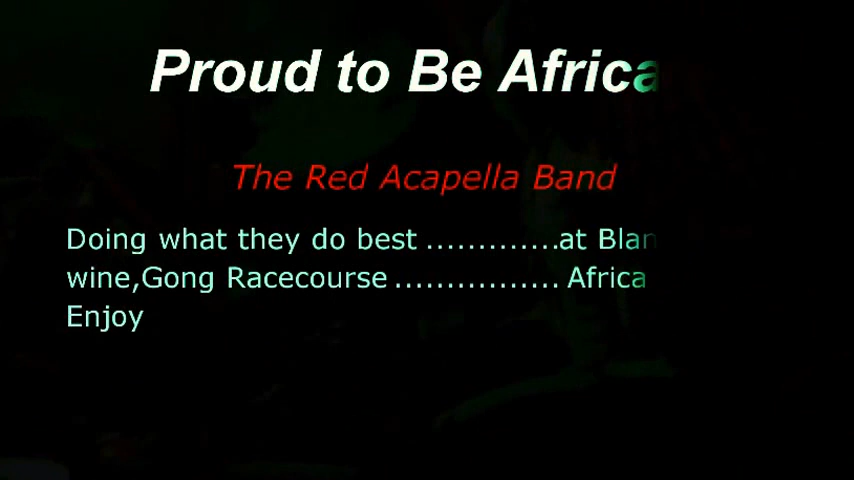 Proud to Be Africa
The Red Acapella Band
Doing what they do best .............at Blan
wine,Gong Racecourse ................ Africa
Enjoy